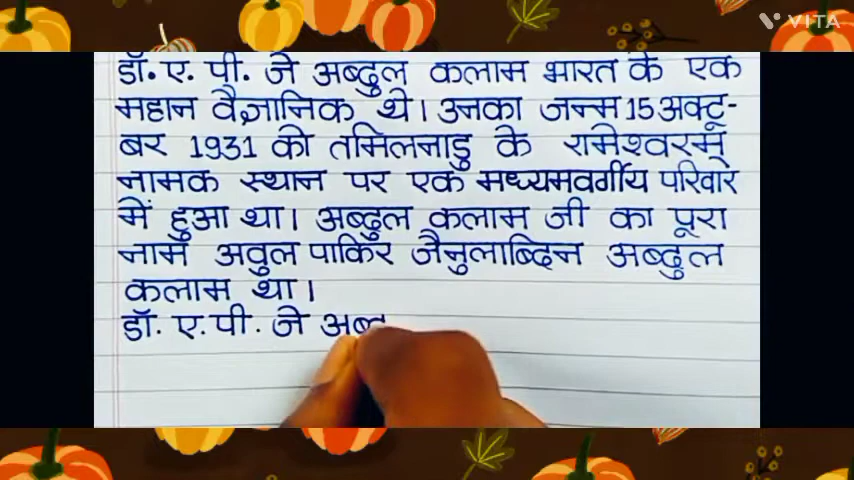 VITA
डॉ. ए. पी. जे अब्दुल कलाम भारत के एक
महान वैज्ञानिक थे। उनका जन्म 15 अक्टू-
बर 1931 को तमिलनाडु के रामेश्वरम्
नामक स्थान पर एक मध्यमवर्गीय परिवार
में हुआ था। अब्दुल कलाम जी का पूरा
नाम अवुल पाकिर जैनुलाब्दिन अब्दुल
कलाम था।
डॉ. ए. पी. जे अब्द